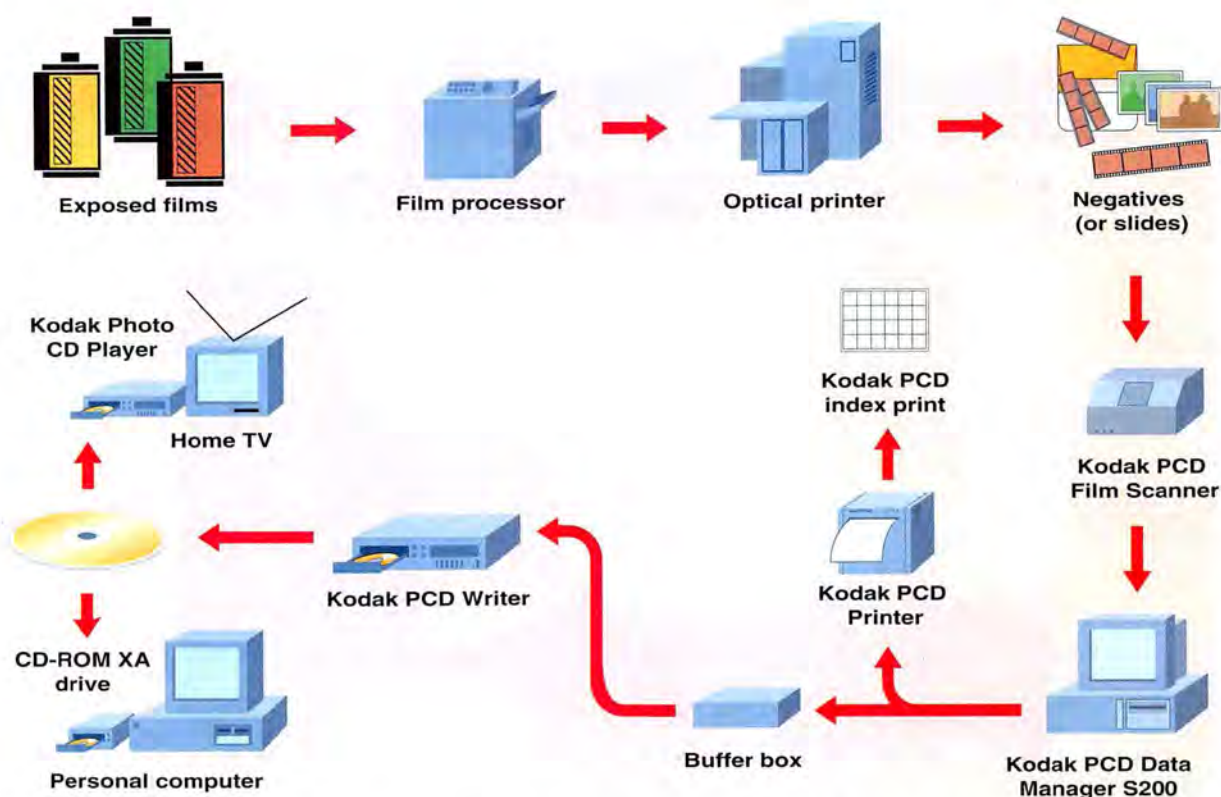 Exposed films
Film processor
Optical printer
Negatives
(or slides)
Kodak Photo
CD Player
Home TV
Kodak PCD
index print
Kodak PCD
Film Scanner
Kodak PCD Writer
Kodak PCD
Printer
CD-ROM XA
drive
Personal computer
Buffer box
Kodak PCD Data
Manager S200